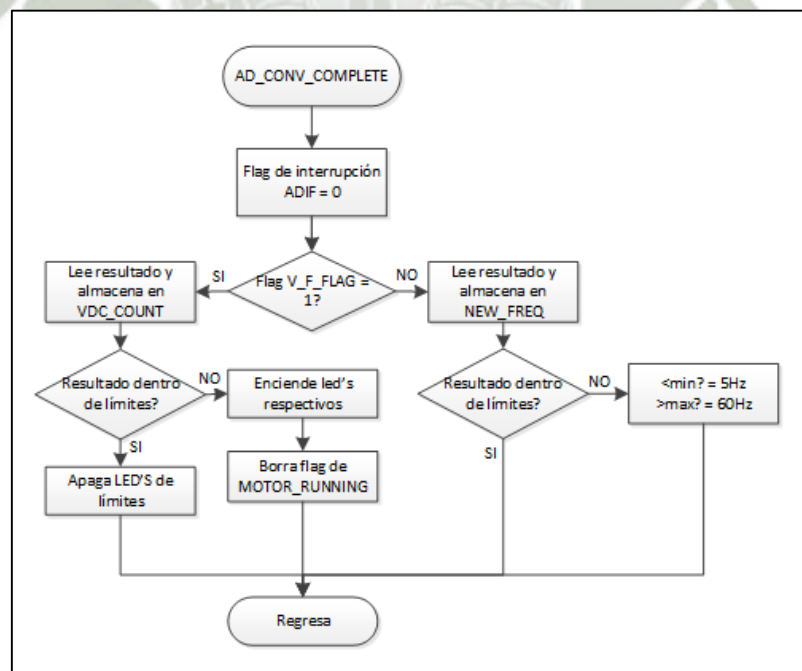 AD_CONV_COMPLETE
Flag de interrupción
ADIF = 0
Flag V_F_FLAG =
1?
SI
NO
Lee resultado y
almacena en
VDC_COUNT
Lee resultado y
almacena en
NEW_FREQ
Resultado dentro
de límites?
NO
SI
Enciende led's
respectivos
Resultado dentro
de límites?
NO
SI
<min? = 5Hz
>max? = 60Hz
Apaga LED'S de
límites
Borra flag de
MOTOR_RUNNING
Regresa